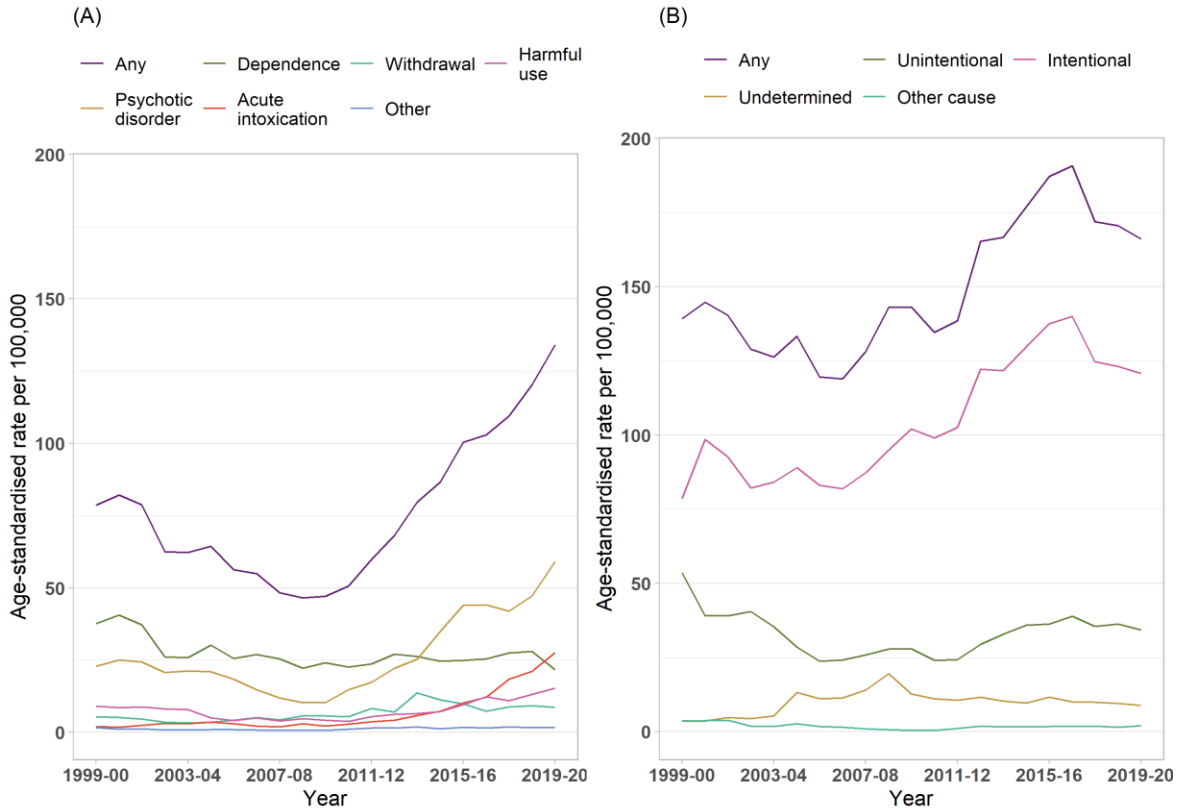 (A)
Any Dependence Withdrawal Harmful
use
Psychotic
disorder Acute
intoxication Other
200
150
100
50
0
Age-standardised rate per 100,000
1999-00 2003-04 2007-08 2011-12 2015-16 2019-20
Year
(B)
Any Unintentional Intentional
Undetermined Other cause
200
150
100
50
0
Age-standardised rate per 100,000
1999-00 2003-04 2007-08 2011-12 2015-16 2019-20
Year